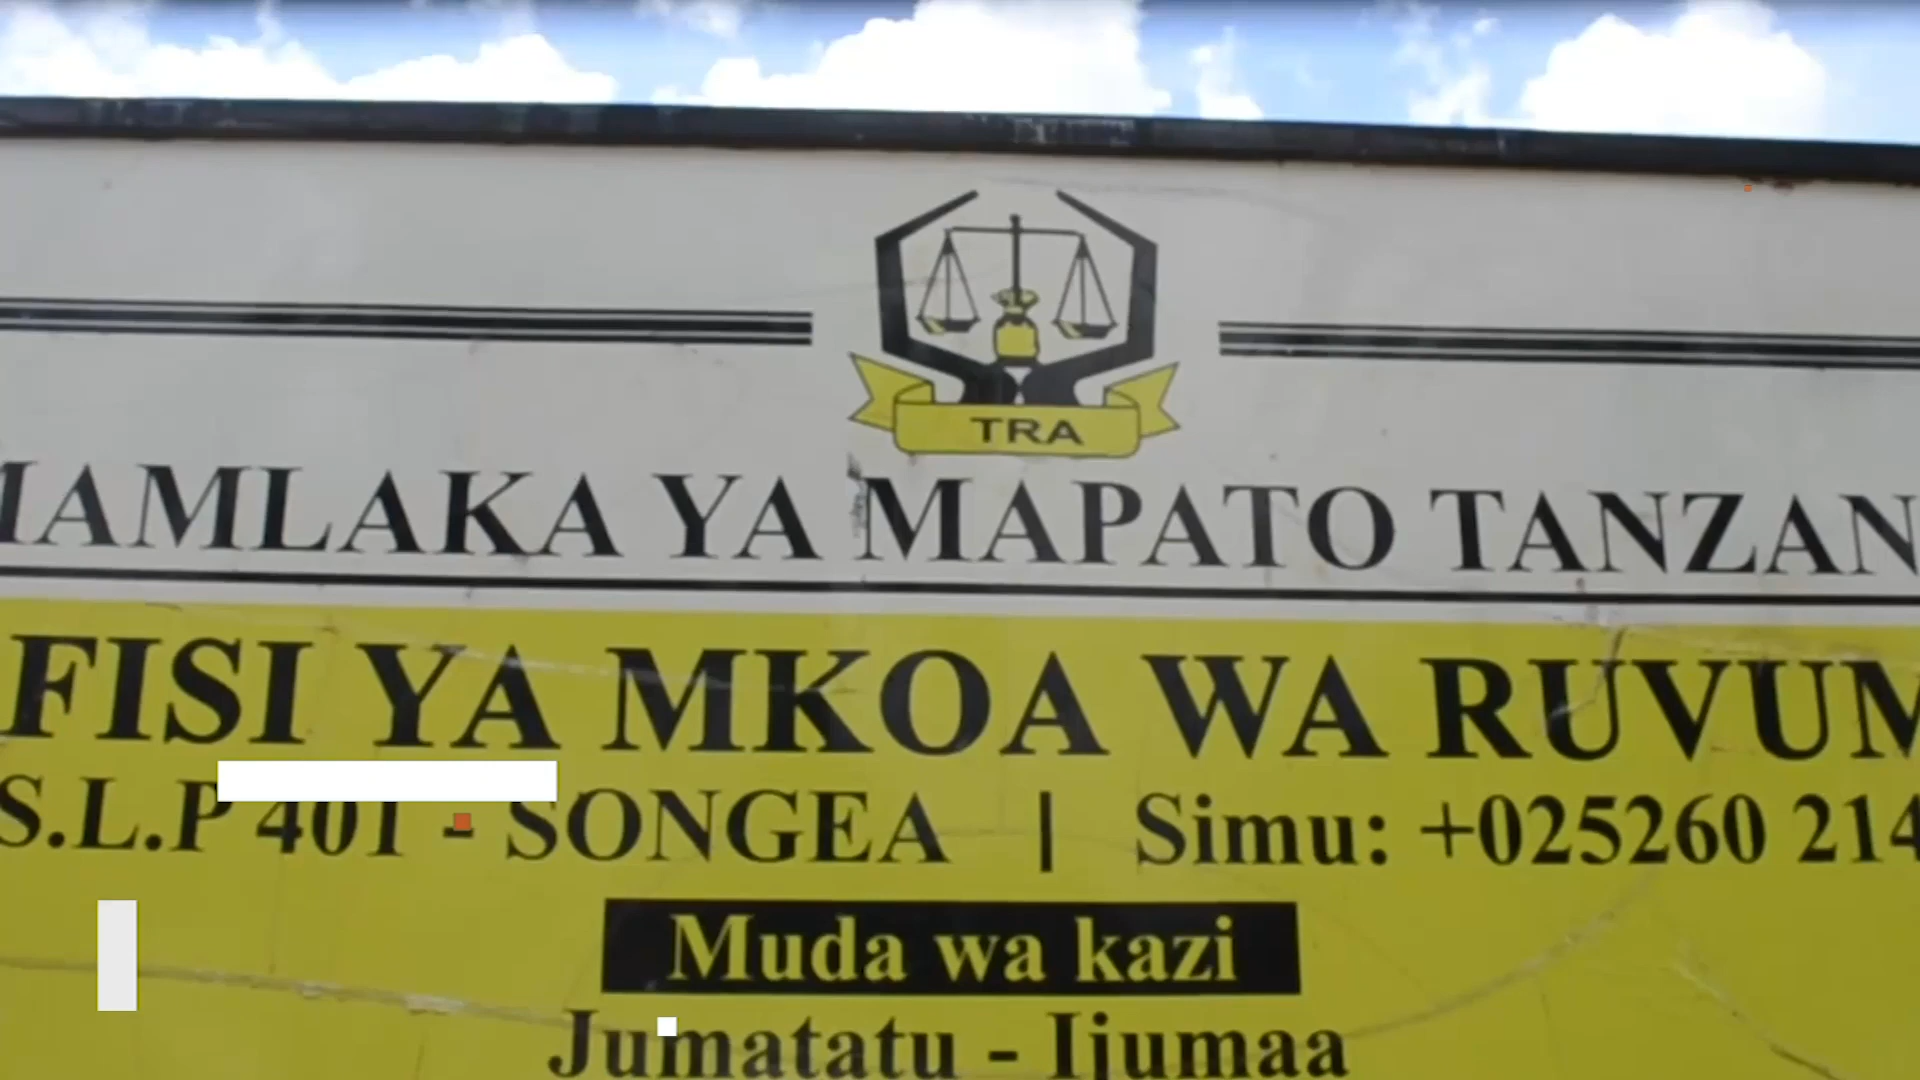 TRA
MAMLAKA YA MAPATO TANZAN
FISI YA MKOA WA RUVUM
S.L.P 401 - SONGEA | Simu: +025260 214
Muda wa kazi
Jumatatu - Ijumaa